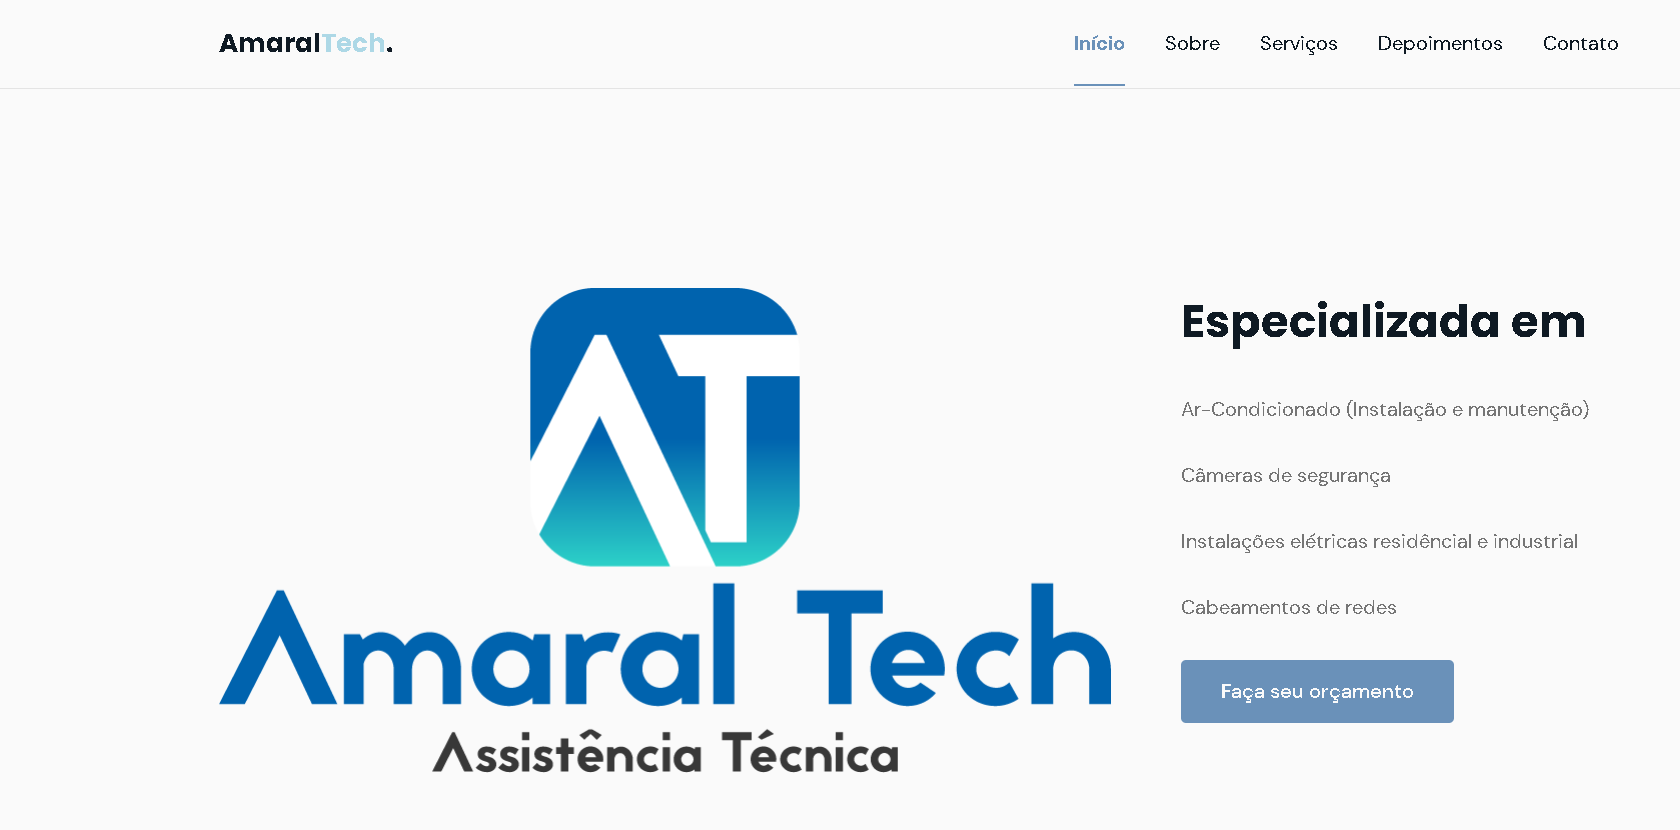 AmaralTech.
Início Sobre Serviços Depoimentos Contato
AT
Amaral Tech
Assistência Técnica
Especializada em
Ar-Condicionado (Instalação e manutenção)
Câmeras de segurança
Instalações elétricas residêncial e industrial
Cabeamentos de redes
Faça seu orçamento